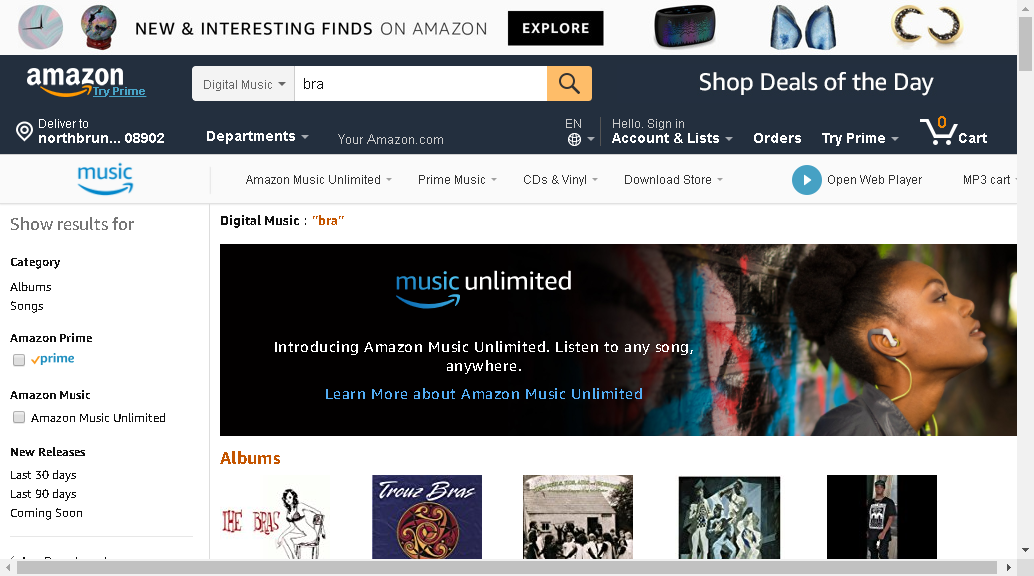 NEW & INTERESTING FINDS ON AMAZON
EXPLORE
amazon
Try Prime
Digital Music
bra
Shop Deals of the Day
Deliver to
northbrun... 08902
Departments
Your Amazon.com
EN
Hello. Sign in
Account & Lists
Orders
Try Prime
0
Cart
music
Amazon Music Unlimited
Prime Music
CDs & Vinyl
Download Store
Open Web Player
MP3 cart
Show results for
Category
Albums
Songs
Amazon Prime
prime
Amazon Music
Amazon Music Unlimited
New Releases
Last 30 days
Last 90 days
Coming Soon
Digital Music : "bra"
music unlimited
Introducing Amazon Music Unlimited. Listen to any song,
anywhere.
Learn More about Amazon Music Unlimited
Albums
THE BRAS
Trouz Bras